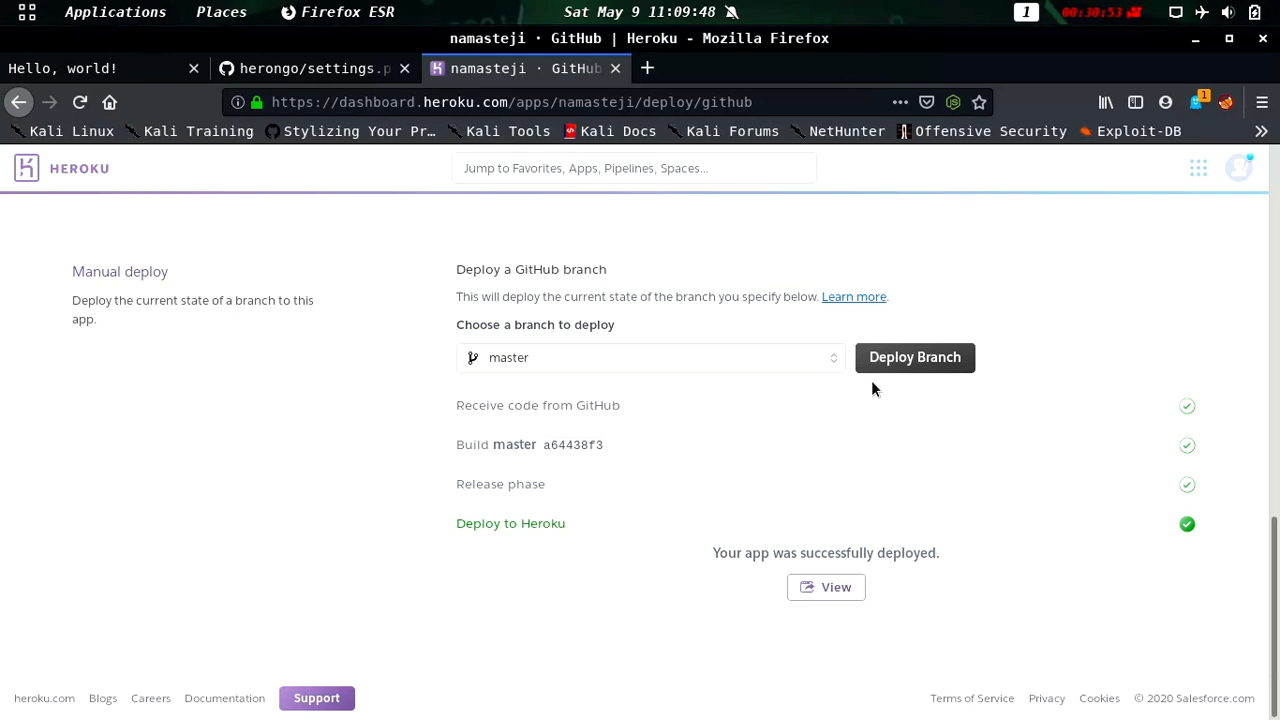 Applications Places Firefox ESR Sat May 9 11:09:48 1 00:30:53
namasteji · GitHub | Heroku - Mozilla Firefox
Hello, world! herongo/settings.p namasteji · GitHub
https://dashboard.heroku.com/apps/namasteji/deploy/github 1
Kali Linux Kali Training Stylizing Your Pr… Kali Tools Kali Docs Kali Forums NetHunter Offensive Security Exploit-DB
HEROKU Jump to Favorites, Apps, Pipelines, Spaces...
Manual deploy
Deploy the current state of a branch to this
app.
Deploy a GitHub branch
This will deploy the current state of the branch you specify below. Learn more.
Choose a branch to deploy
master Deploy Branch
Receive code from GitHub
Build master a64438f3
Release phase
Deploy to Heroku
Your app was successfully deployed.
View
heroku.com Blogs Careers Documentation Support Terms of Service Privacy Cookies © 2020 Salesforce.com